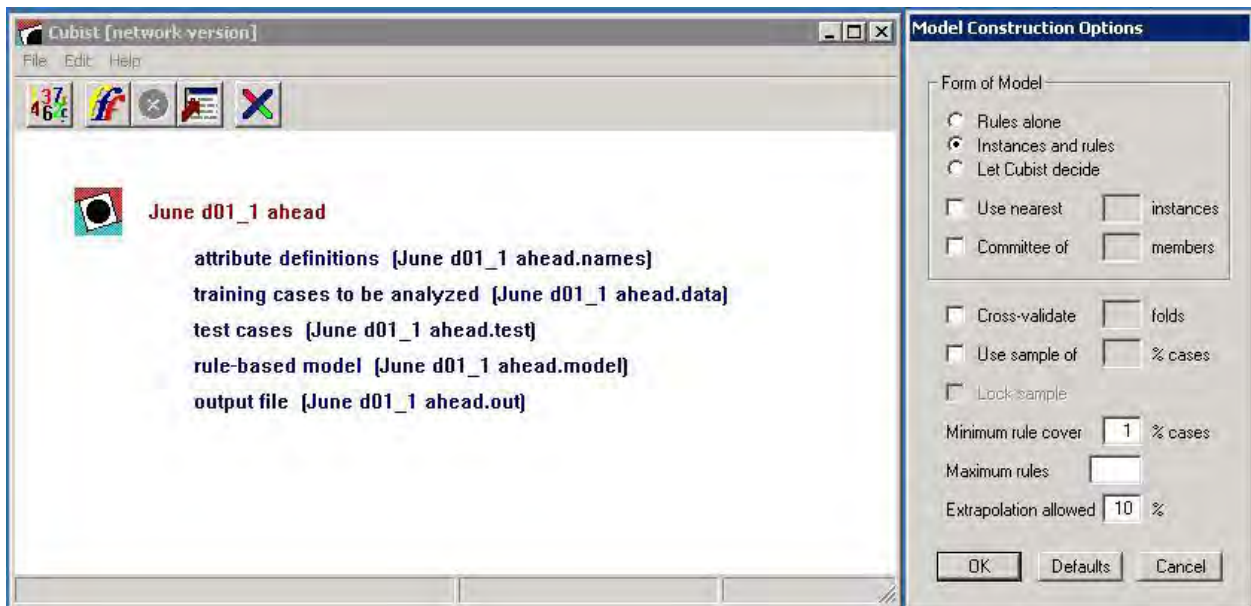 Cubist [network version]
File Edit Help
June d01_1 ahead
attribute definitions (June d01_1 ahead.names)
training cases to be analyzed (June d01_1 ahead.data)
test cases (June d01_1 ahead.test)
rule-based model (June d01_1 ahead.model)
output file (June d01_1 ahead.out)
Model Construction Options
Form of Model
Rules alone
Instances and rules
Let Cubist decide
Use nearest instances
Committee of members
Cross-validate folds
Use sample of % cases
Lock sample
Minimum rule cover 1 % cases
Maximum rules
Extrapolation allowed 10 %
OK Defaults Cancel